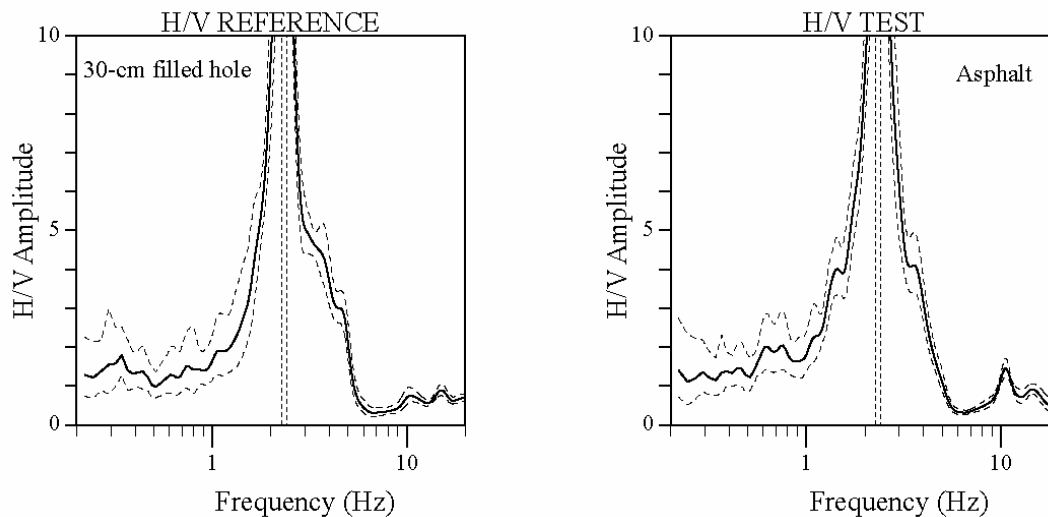 H/V REFERENCE
10
30-cm filled hole
5
0
H/V Amplitude
1
10
Frequency (Hz)
H/V TEST
10
Asphalt
5
0
H/V Amplitude
1
10
Frequency (Hz)